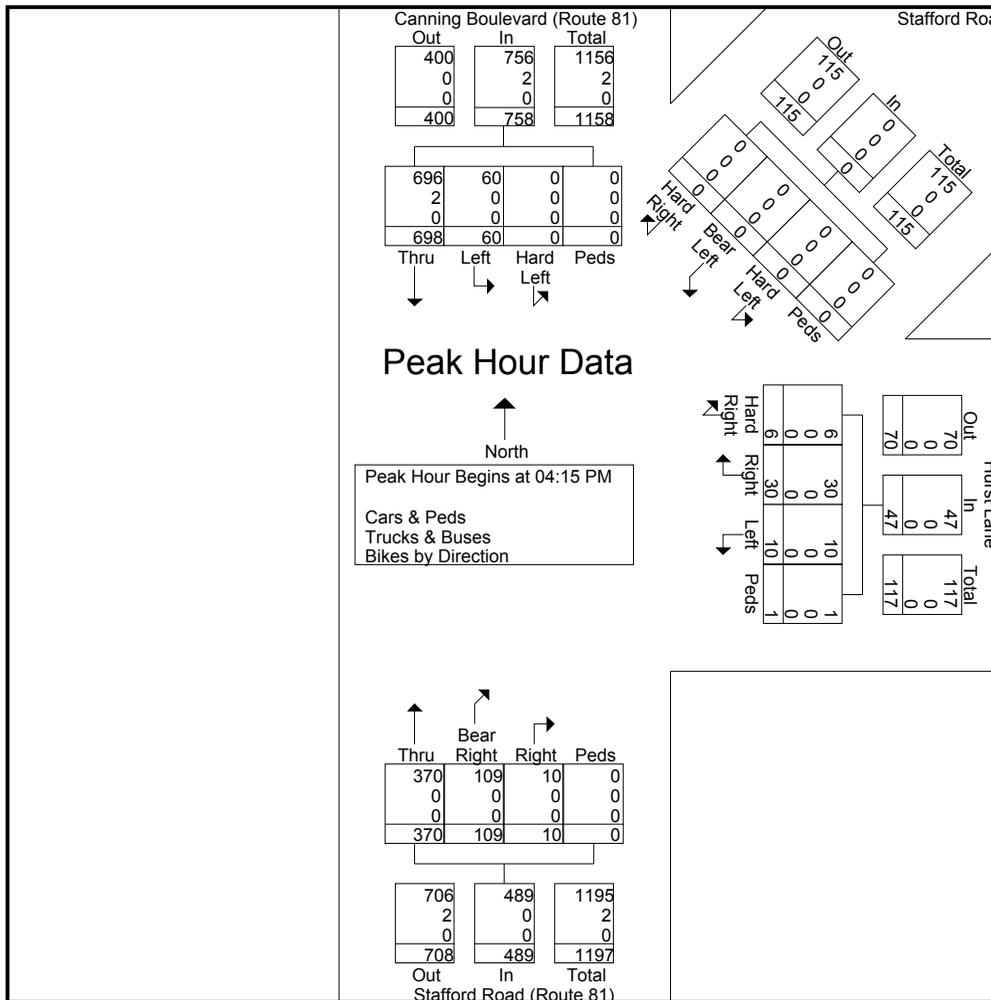 Canning Boulevard (Route 81)
Out In Total
400 756 1156
0 2 2
0 0 0
400 758 1158
696 60 0 0
2 0 0 0
0 0 0 0
698 60 0 0
Thru Left Hard Left Peds
Stafford
Out
115
0
0
115
In
0
0
0
0
Total
115
0
0
115
0 0 0 0
0 0 0 0
0 0 0 0
0 0 0 0
Hard Right
Bear Left
Hard Left
Peds
Peak Hour Data
North
Peak Hour Begins at 04:15 PM
Cars & Peds
Trucks & Buses
Bikes by Direction
Hurst Lane
Out In Total
70 47 117
0 0 0
0 0 0
70 47 117
6 30 10 1
0 0 0 0
0 0 0 0
6 30 10 1
Hard Right
Right
Left
Peds
Thru Bear Right Right Peds
370 109 10 0
0 0 0 0
0 0 0 0
370 109 10 0
706 489 1195
2 0 2
0 0 0
708 489 1197
Out In Total
Stafford Road (Route 81)